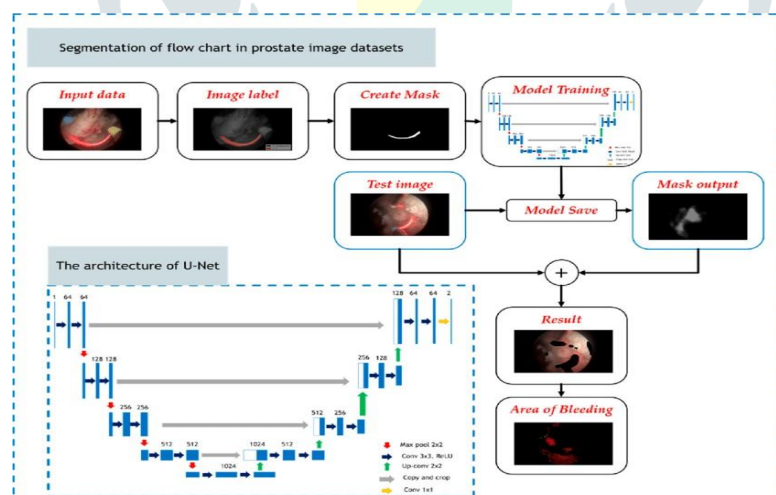 Segmentation of flow chart in prostate image datasets
Input data
Image label
Create Mask
Model Training
Test image
Model Save
Mask output
The architecture of U-Net
+
Result
Area of Bleeding
1 64 64
128 64 64 2
128 128
256 128
256 256
512 256
512 512
1024 512
1024
Max pool 2x2
Conv 3x3, ReLU
Up-conv 2x2
Copy and crop
Conv 1x1